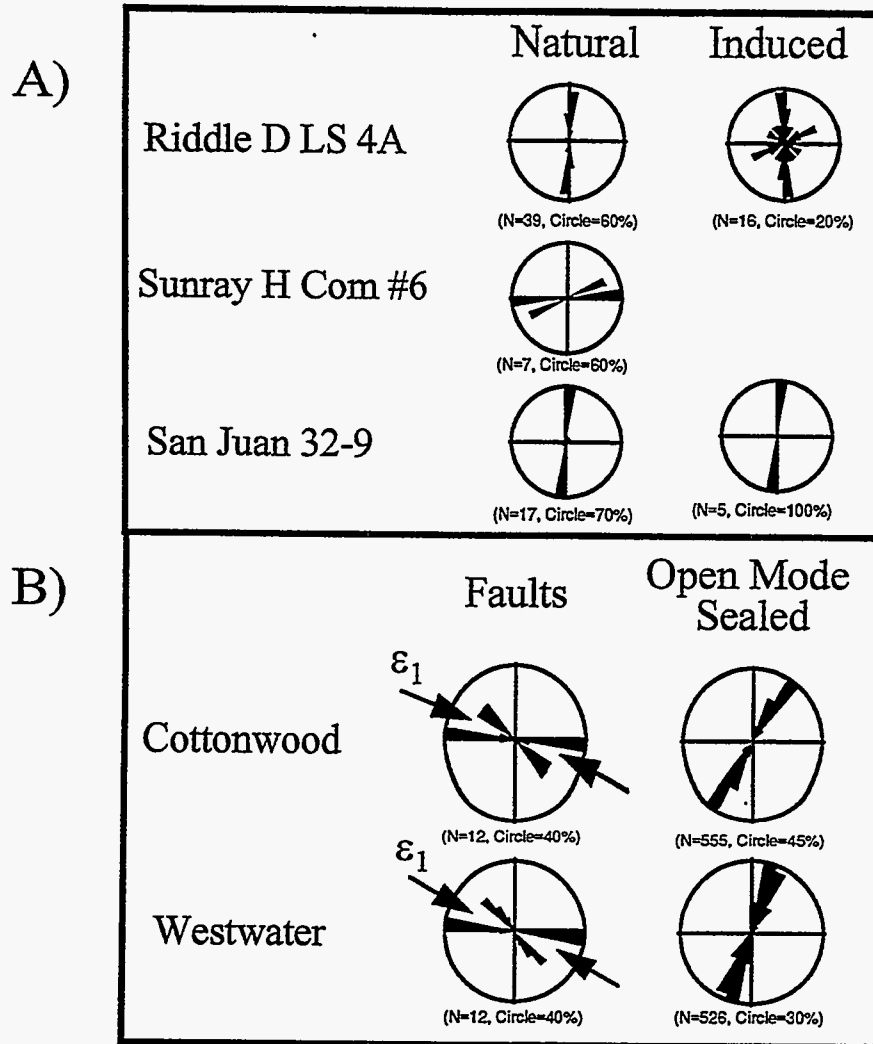 A)
Natural Induced
Riddle D LS 4A
(N=39, Circle=60%) (N=16, Circle=20%)
Sunray H Com #6
(N=7, Circle=60%)
San Juan 32-9
(N=17, Circle=70%) (N=5, Circle=100%)
B)
Faults
Open Mode
Sealed
ε1
Cottonwood
(N=12, Circle=40%) (N=555, Circle=45%)
ε1
Westwater
(N=12, Circle=40%) (N=526, Circle=30%)